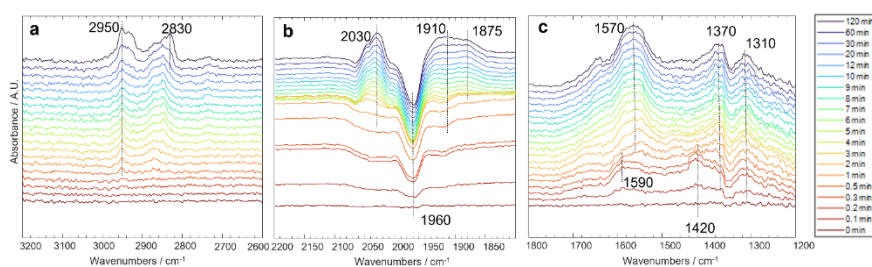 a
2950
2830
b
2030
1910
1875
1960
c
1570
1370
1310
1590
1420
Absorbance / A.U.
3200 3100 3000 2900 2800 2700 2600
Wavenumbers / cm⁻¹
2200 2100 2050 2000 1950 1900 1850
Wavenumbers / cm⁻¹
1800 1700 1600 1500 1400 1300 1200
Wavenumbers / cm⁻¹
120 min
60 min
30 min
20 min
12 min
10 min
9 min
8 min
7 min
6 min
5 min
4 min
3 min
2 min
1 min
0.5 min
0.3 min
0.2 min
0.1 min
0 min